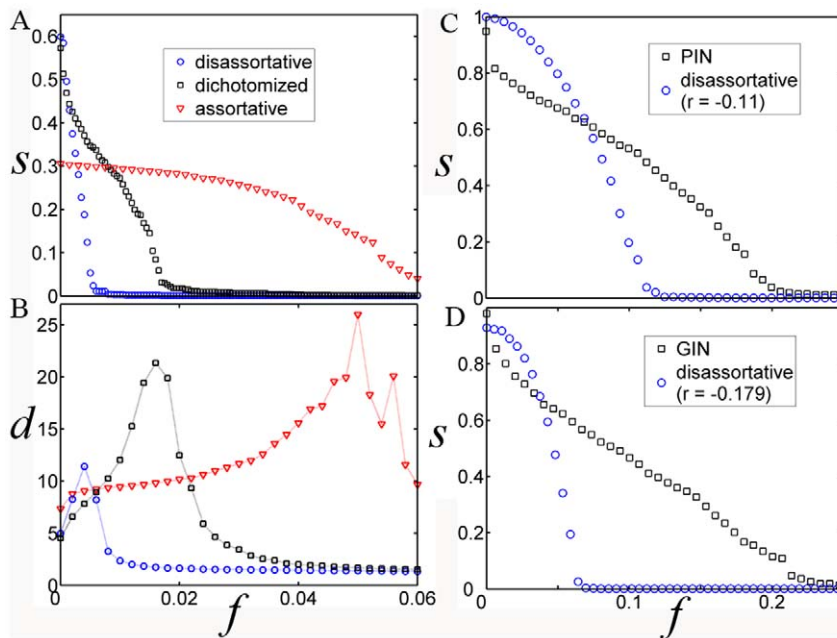 A
0.6
0.5
0.4
0.3
0.2
0.1
0
S
disassortative
dichotomized
assortative
B
25
20
15
10
5
0
d
0
0.02
0.04
0.06
f
C
1
0.8
0.6
0.4
0.2
0
S
PIN
disassortative
(r = -0.11)
D
0.8
0.6
0.4
0.2
0
S
GIN
disassortative
(r = -0.179)
0
0.1
0.2
f